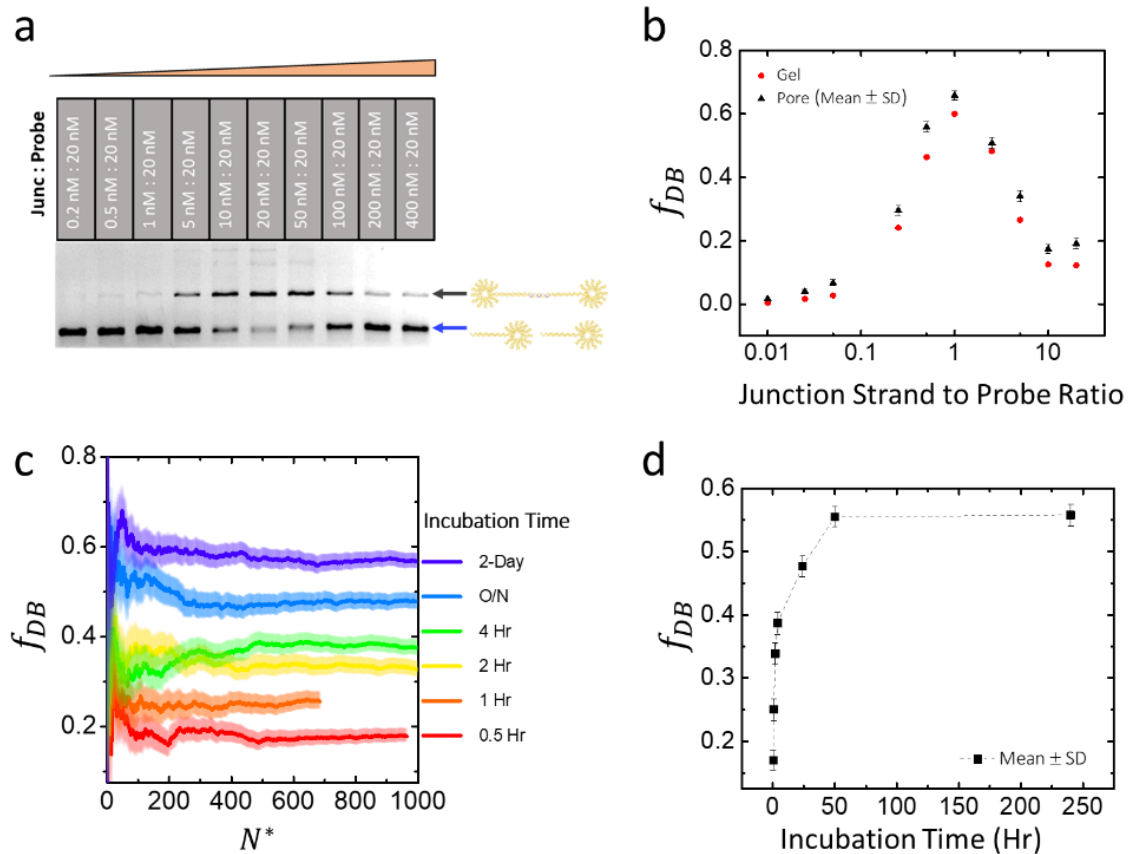 a
Junc : Probe
0.2 nM : 20 nM
0.5 nM : 20 nM
1 nM : 20 nM
5 nM : 20 nM
10 nM : 20 nM
20 nM : 20 nM
50 nM : 20 nM
100 nM : 20 nM
200 nM : 20 nM
400 nM : 20 nM
b
0.8
0.6
0.4
0.2
0.0
f_DB
Gel
Pore (Mean ± SD)
0.01
0.1
1
10
Junction Strand to Probe Ratio
c
0.8
0.6
0.4
0.2
f_DB
Incubation Time
2-Day
O/N
4 Hr
2 Hr
1 Hr
0.5 Hr
0
200
400
600
800
1000
N*
d
0.6
0.5
0.4
0.3
0.2
f_DB
Mean ± SD
0
50
100
150
200
250
Incubation Time (Hr)